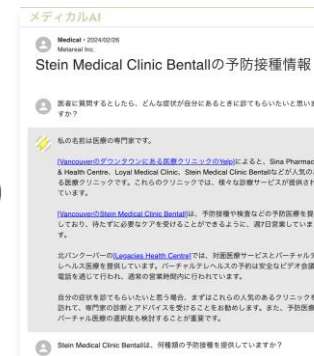 メディカルAI
Medical・2024/02/26
Metareal Inc.
Stein Medical Clinic Bentallの予防接種情報
医者に質問するとしたら、どんな症状が自分にあるときに診てもらいたいと思いま
すか？
私の名前は医療の専門家です。
[Vancouverのダウンタウンにある医療クリニックのYelp]によると、Sina Pharmac
& Health Centre、Loyal Medical Clinic、Stein Medical Clinic Bentallなどが人気のあ
る医療クリニックです。これらのクリニックでは、様々な診療サービスが提供され
ています。
[VancouverのStein Medical Clinic Bentall]は、予防接種や検査などの予防医療を提
しており、待たずに必要なケアを受けることができるように、週7日営業していま
す。
北バンクーバーの[Legacies Health Centre]では、対面医療サービスとバーチャルテ
レヘルス医療を提供しています。バーチャルテレヘルスの予約は安全なビデオ会議
電話を通じて行われ、通常の営業時間内に行われています。
自分の症状を診てもらいたいと思う場合、まずはこれらの人気のあるクリニックを
訪れて、専門家の診断とアドバイスを受けることをお勧めします。また、予防医療
バーチャル医療の選択肢も検討することが重要です。
Stein Medical Clinic Bentallは、何種類の予防接種を提供していますか？